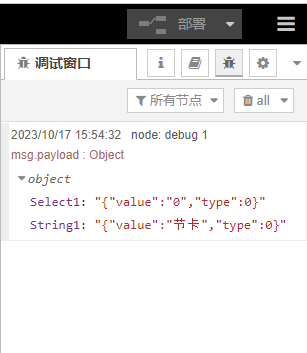 部署
调试窗口
所有节点 all
2023/10/17 15:54:32 node: debug 1
msg.payload : Object
object
Select1: "{"value":"0","type":0}"
String1: "{"value":"节卡","type":0}"